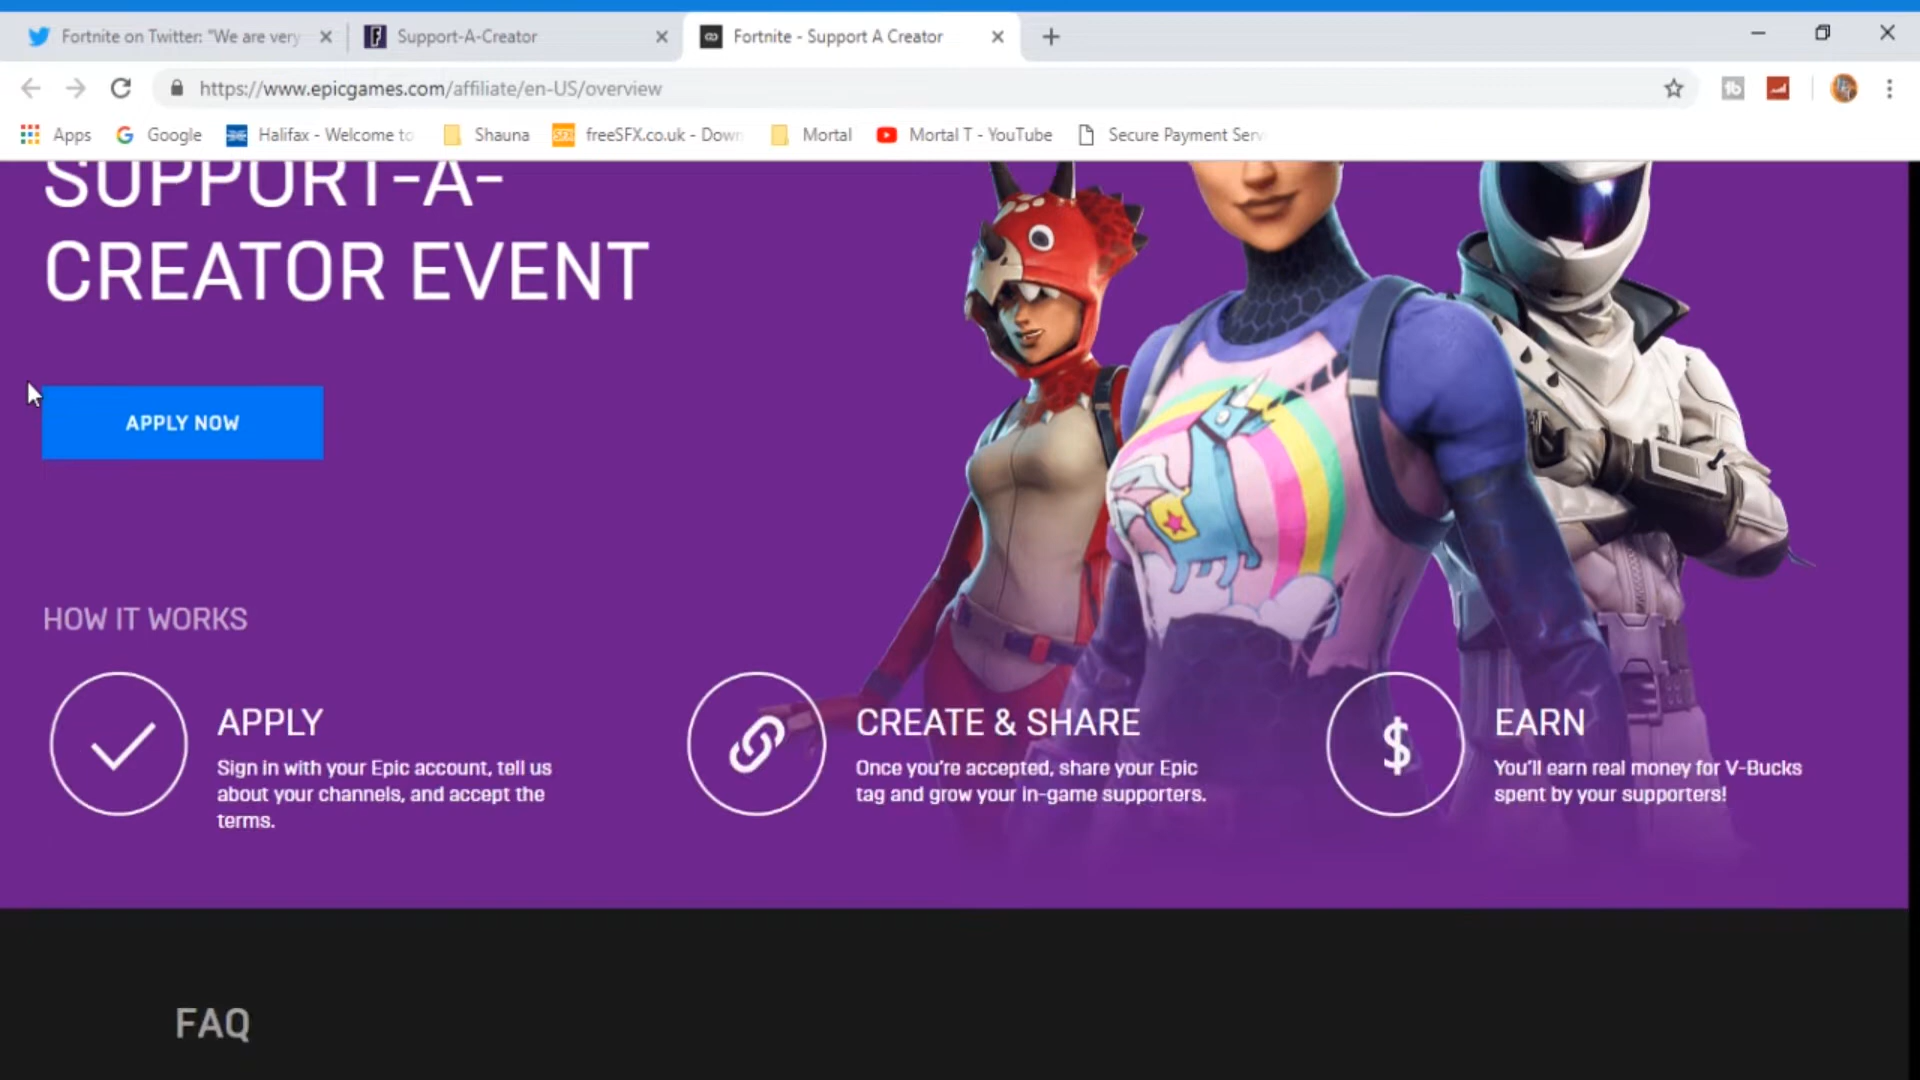 Fortnite on Twitter: "We are very
Support-A-Creator
Fortnite - Support A Creator
https://www.epicgames.com/affiliate/en-US/overview
Apps
Google
Halifax - Welcome to
Shauna
freeSFX.co.uk - Down
Mortal
Mortal T - YouTube
Secure Payment Serv
SUPPORT-A-
CREATOR EVENT
APPLY NOW
HOW IT WORKS
APPLY
Sign in with your Epic account, tell us
about your channels, and accept the
terms.
CREATE & SHARE
Once you're accepted, share your Epic
tag and grow your in-game supporters.
$
EARN
You'll earn real money for V-Bucks
spent by your supporters!
FAQ